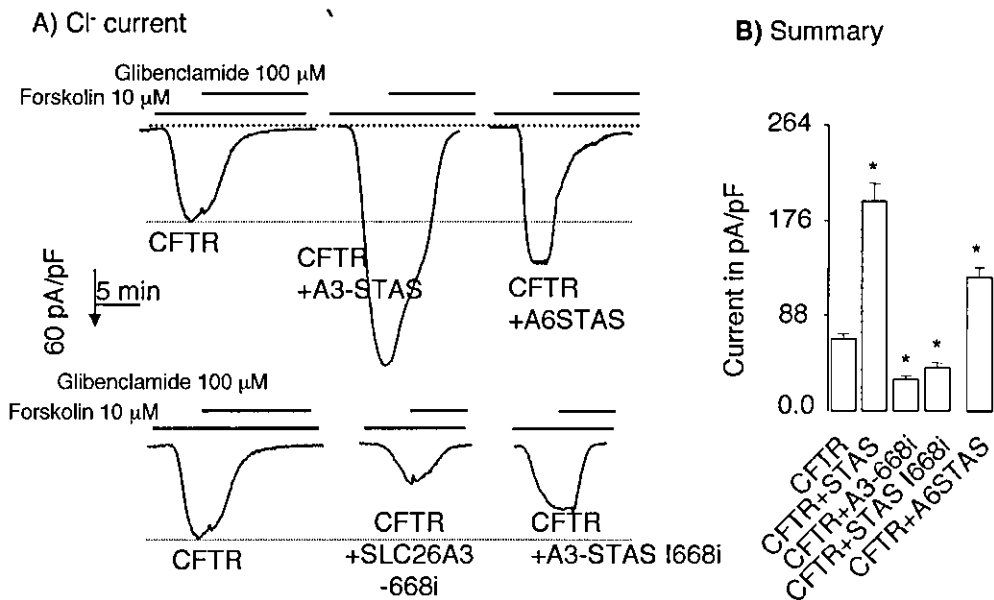 A) Cl- current
Glibenclamide 100 μM
Forskolin 10 μM
CFTR
CFTR
+A3-STAS
CFTR
+A6STAS
60 pA/pF
5 min
Glibenclamide 100 μM
Forskolin 10 μM
CFTR
CFTR
+SLC26A3
-668i
CFTR
+A3-STAS I668i
B) Summary
Current in pA/pF
264
176
88
0.0
*
*
*
*
CFTR
CFTR+STAS
CFTR+A3-668i
CFTR+STAS I668i
CFTR+A6STAS